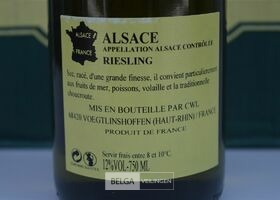 ALSACE
FRANCE
ALSACE
APPELLATION ALSACE CONTRÔLÉE
RIESLING
Sec, racé, d'une grande finesse, il convient particulièrement
aux fruits de mer, poissons, volaille et la traditionnelle
choucroute.
MIS EN BOUTEILLE PAR CWL
68420 VOEGTLINSHOFFEN (HAUT-RHIN) FRANCE
PRODUIT DE FRANCE
Servir frais entre 8 et 10°C
12%VOL-750 ML
BELGA VEILINGEN